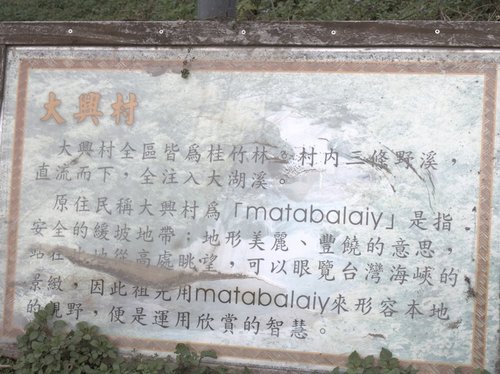 大興村
大興村全區皆為桂竹林。村內三條野溪，
直流而下，全注入大湖溪。
原住民稱大興村為「matabalaiy」是指
安全的緩坡地帶；地形美麗、豐饒的意思，
站在 地從高處眺望，可以眼覽台灣海峽的
景緻，因此祖先用matabalaiy來形容本地
的視野，便是運用欣賞的智慧。